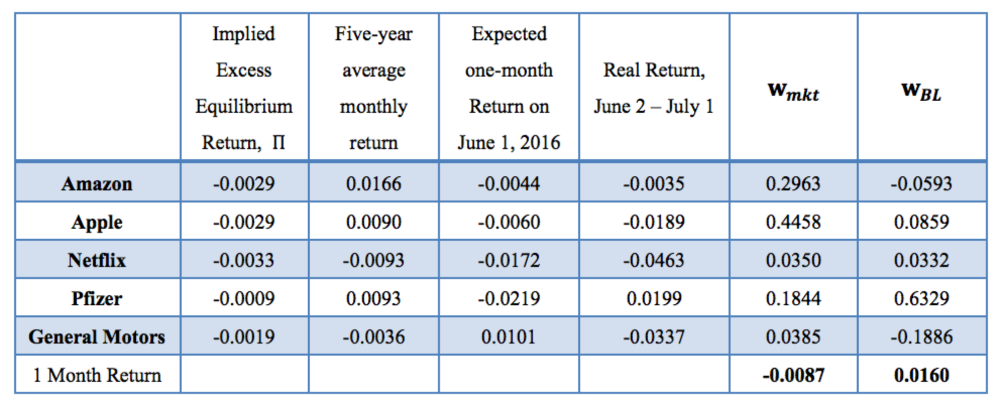 Implied Excess Equilibrium Return, Π | Five-year average monthly return | Expected one-month Return on June 1, 2016 | Real Return, June 2 – July 1 | w_mkt | w_BL
Amazon | -0.0029 | 0.0166 | -0.0044 | -0.0035 | 0.2963 | -0.0593
Apple | -0.0029 | 0.0090 | -0.0060 | -0.0189 | 0.4458 | 0.0859
Netflix | -0.0033 | -0.0093 | -0.0172 | -0.0463 | 0.0350 | 0.0332
Pfizer | -0.0009 | 0.0093 | -0.0219 | 0.0199 | 0.1844 | 0.6329
General Motors | -0.0019 | -0.0036 | 0.0101 | -0.0337 | 0.0385 | -0.1886
1 Month Return | -0.0087 | 0.0160